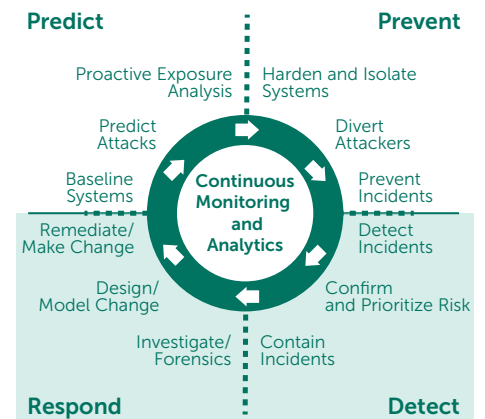 Predict
Prevent
Proactive Exposure
Analysis
Harden and Isolate
Systems
Predict
Attacks
Divert
Attackers
Baseline
Systems
Continuous
Monitoring
and
Analytics
Prevent
Incidents
Remediate/
Make Change
Detect
Incidents
Design/
Model Change
Confirm
and Prioritize Risk
Investigate/
Forensics
Contain
Incidents
Respond
Detect